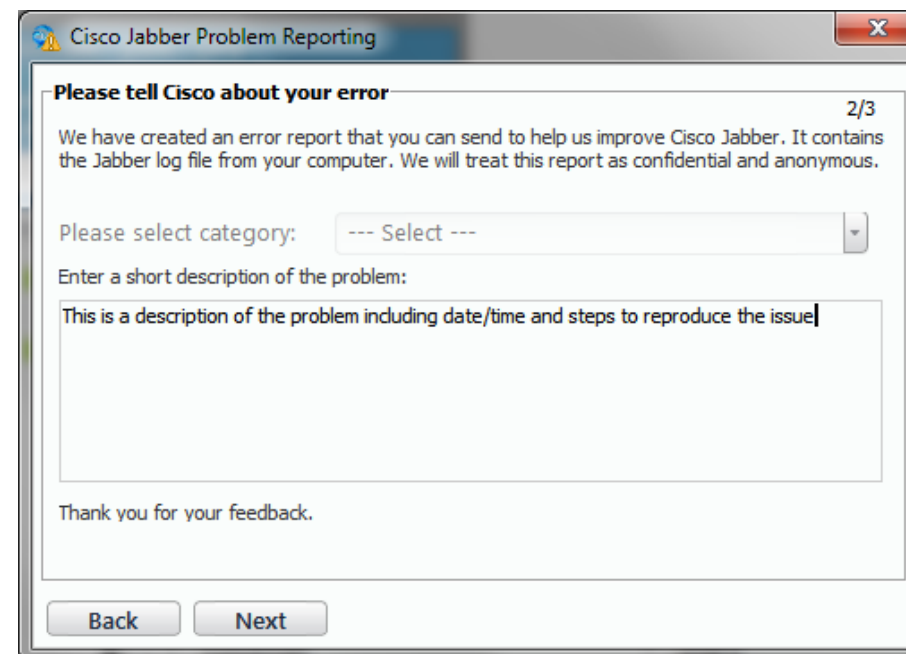 Cisco Jabber Problem Reporting
Please tell Cisco about your error
2/3
We have created an error report that you can send to help us improve Cisco Jabber. It contains
the Jabber log file from your computer. We will treat this report as confidential and anonymous.
Please select category: --- Select ---
Enter a short description of the problem:
This is a description of the problem including date/time and steps to reproduce the issue
Thank you for your feedback.
Back Next